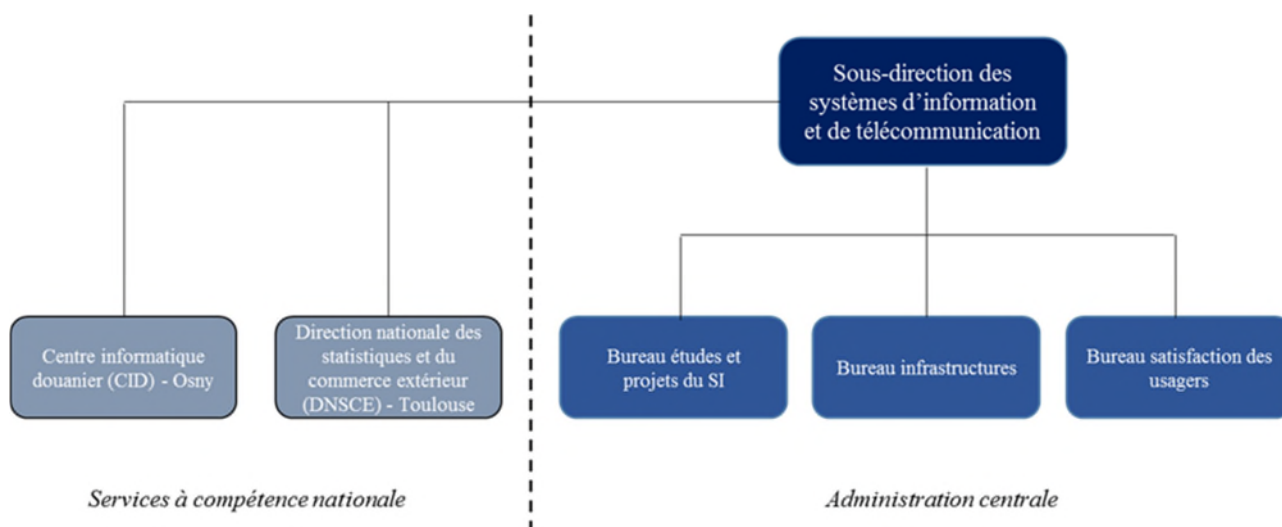 Sous-direction des
systèmes d’information
et de télécommunication
Centre informatique
douanier (CID) - Osny
Direction nationale des
statistiques et du
commerce extérieur
(DNSCE) - Toulouse
Bureau études et
projets du SI
Bureau infrastructures
Bureau satisfaction des
usagers
Services à compétence nationale
Administration centrale